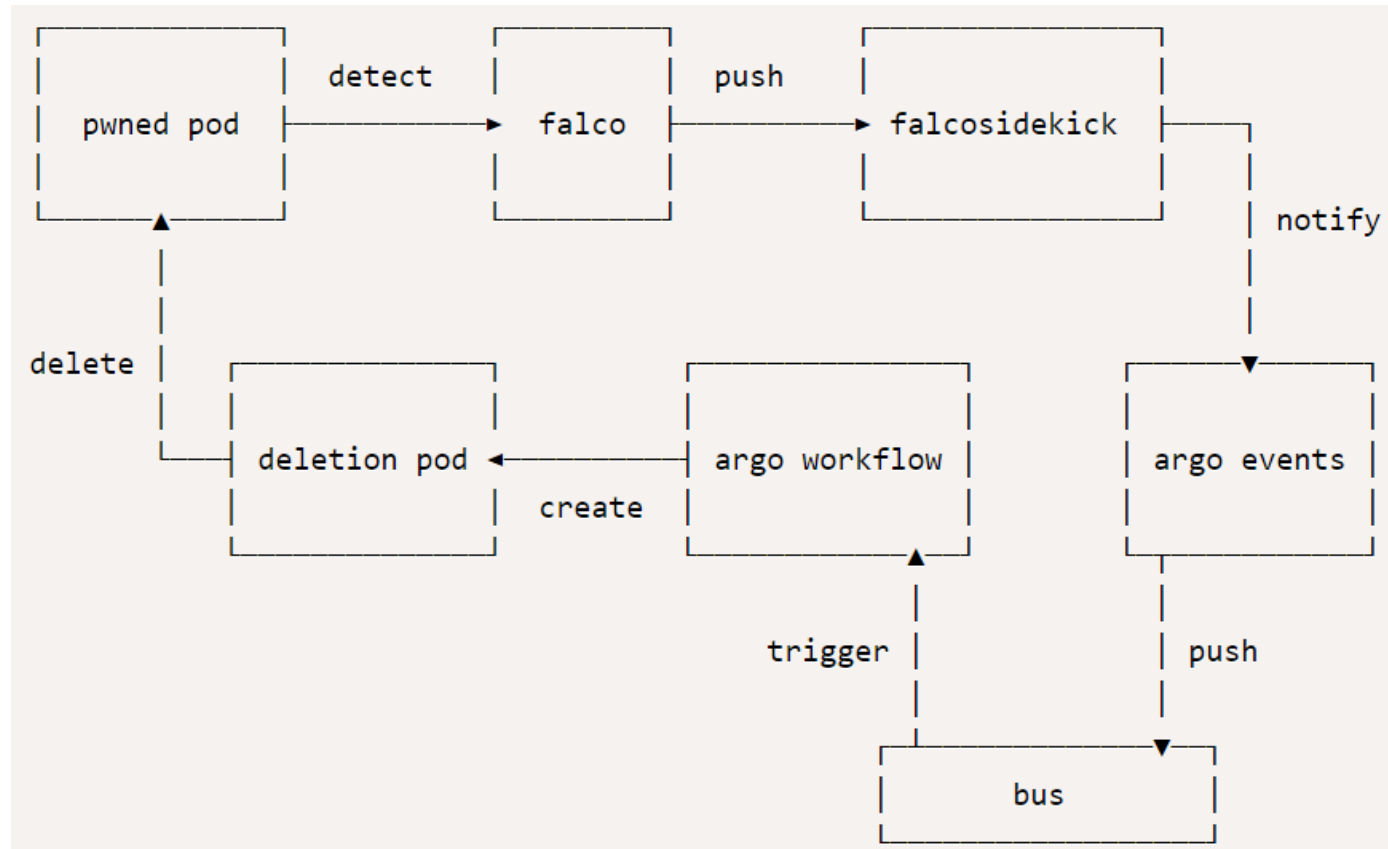 detect push
pwned pod falco falcosidekick
notify
delete
deletion pod argo workflow argo events
create
trigger push
bus